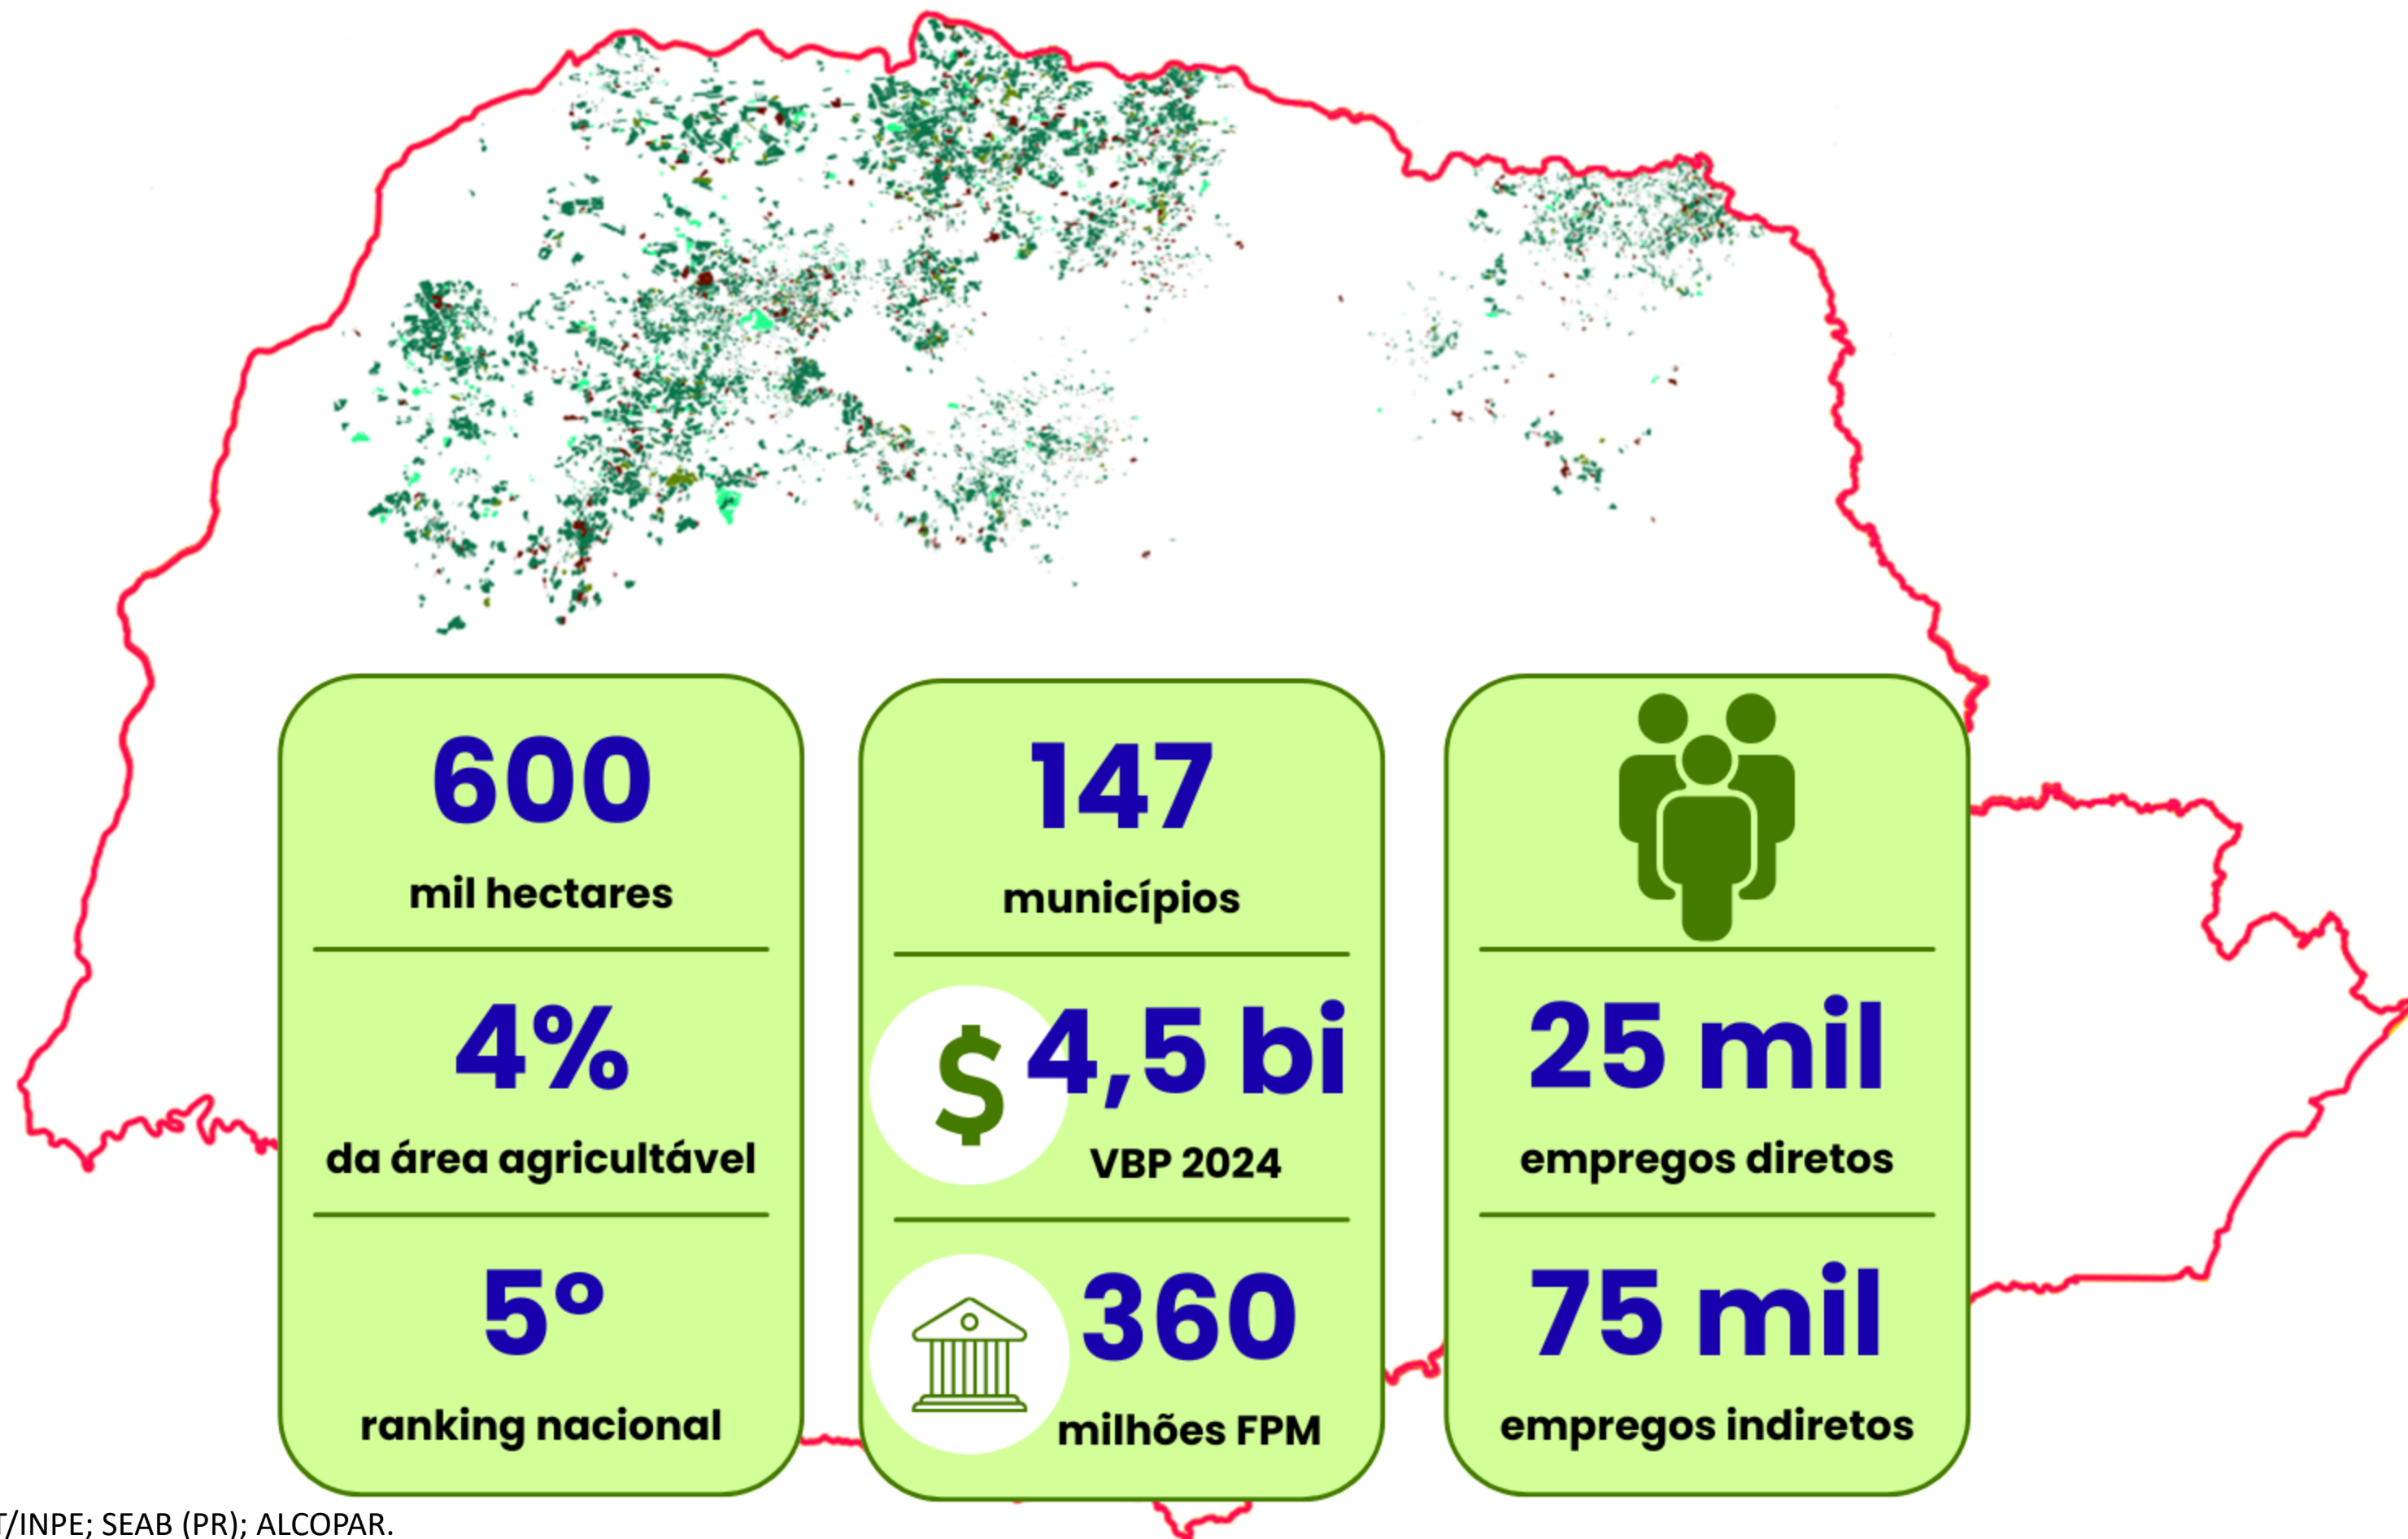 600
mil hectares
4%
da área agricultável
5º
ranking nacional
147
municípios
$ 4,5 bi
VBP 2024
360
milhões FPM
25 mil
empregos diretos
75 mil
empregos indiretos
T/INPE; SEAB (PR); ALCOPAR.